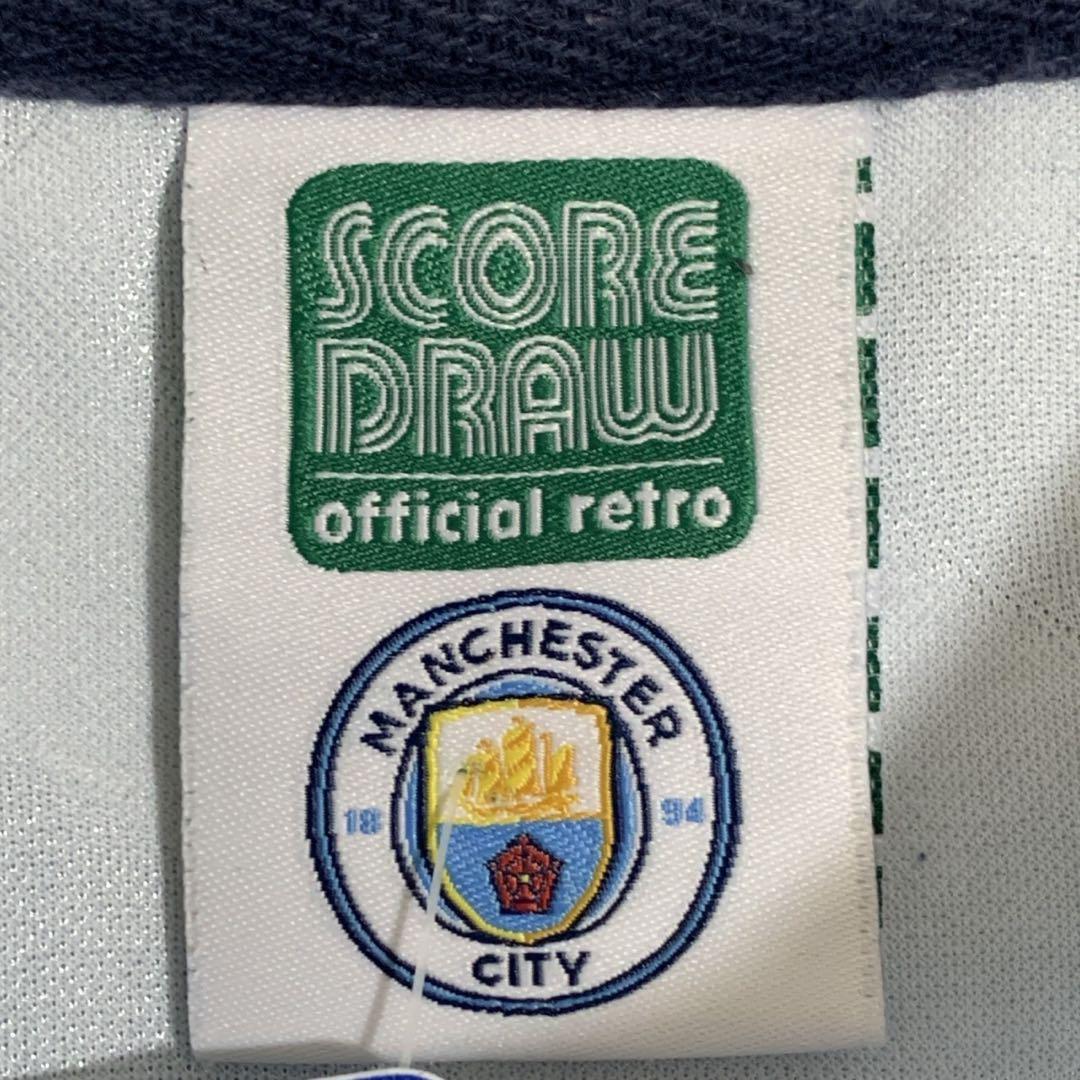 SCORE
DRAW
official retro
MANCHESTER
18 94
CITY